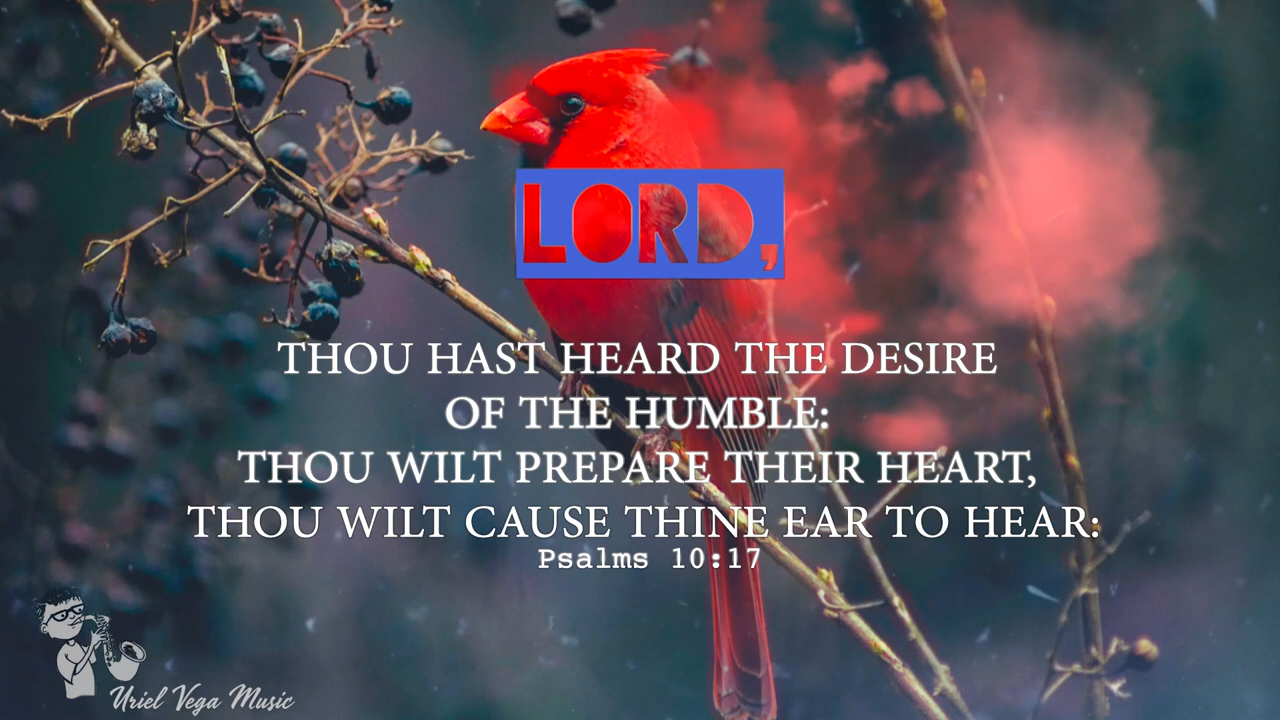 LORD,
THOU HAST HEARD THE DESIRE
OF THE HUMBLE:
THOU WILT PREPARE THEIR HEART,
THOU WILT CAUSE THINE EAR TO HEAR:
Psalms 10:17
Uriel Vega Music